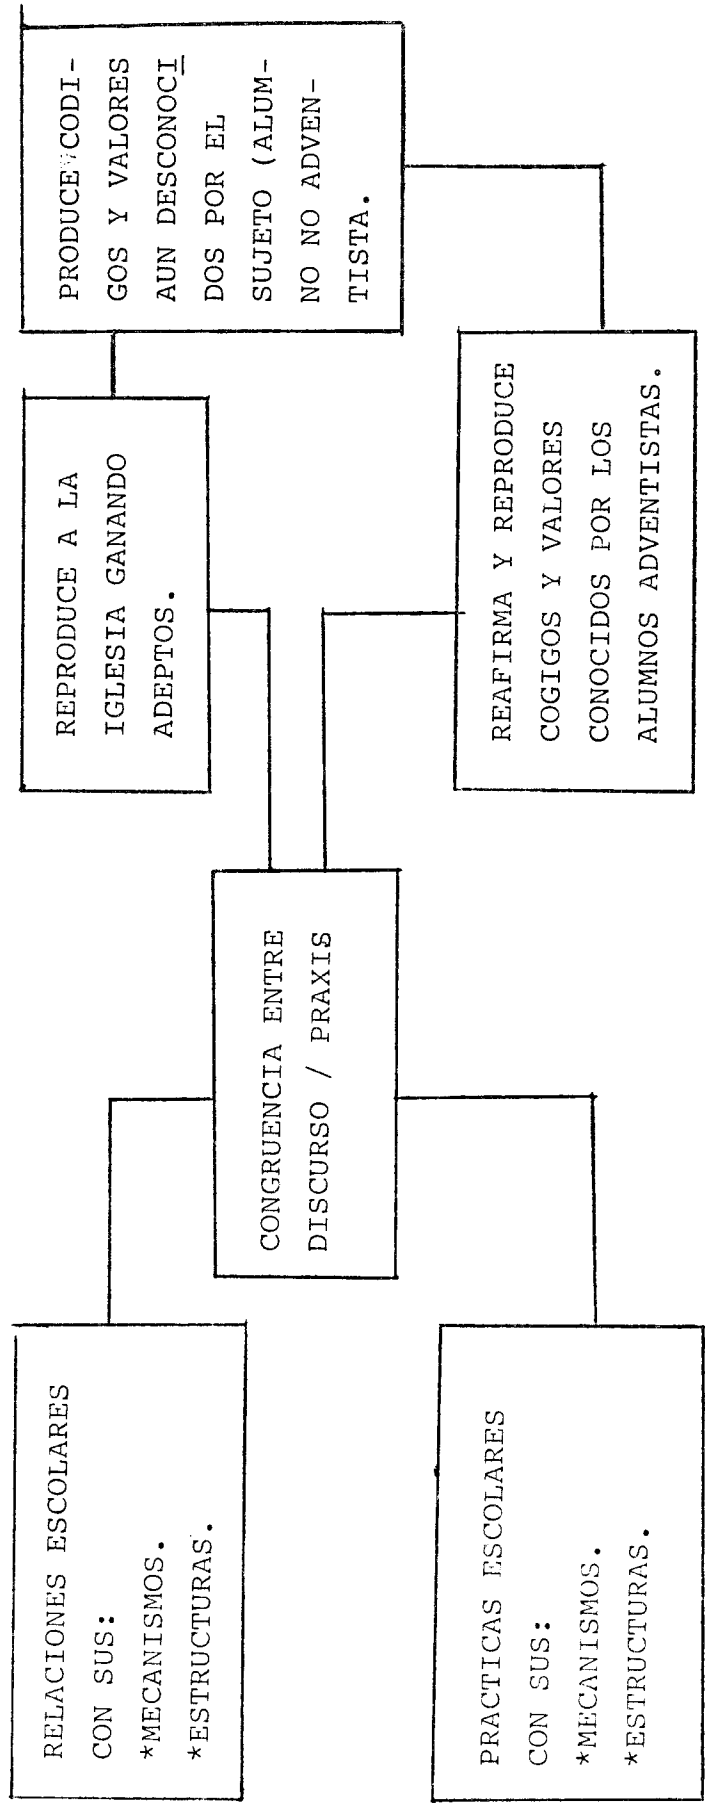 RELACIONES ESCOLARES
CON SUS:
*MECANISMOS.
*ESTRUCTURAS.
PRACTICAS ESCOLARES
CON SUS:
*MECANISMOS.
*ESTRUCTURAS.
CONGRUENCIA ENTRE
DISCURSO / PRAXIS
REPRODUCE A LA
IGLESIA GANANDO
ADEPTOS.
REAFIRMA Y REPRODUCE
COGIGOS Y VALORES
CONOCIDOS POR LOS
ALUMNOS ADVENTISTAS.
PRODUCE CODI-
GOS Y VALORES
AUN DESCONOCI
DOS POR EL
SUJETO (ALUM-
NO NO ADVEN-
TISTA.